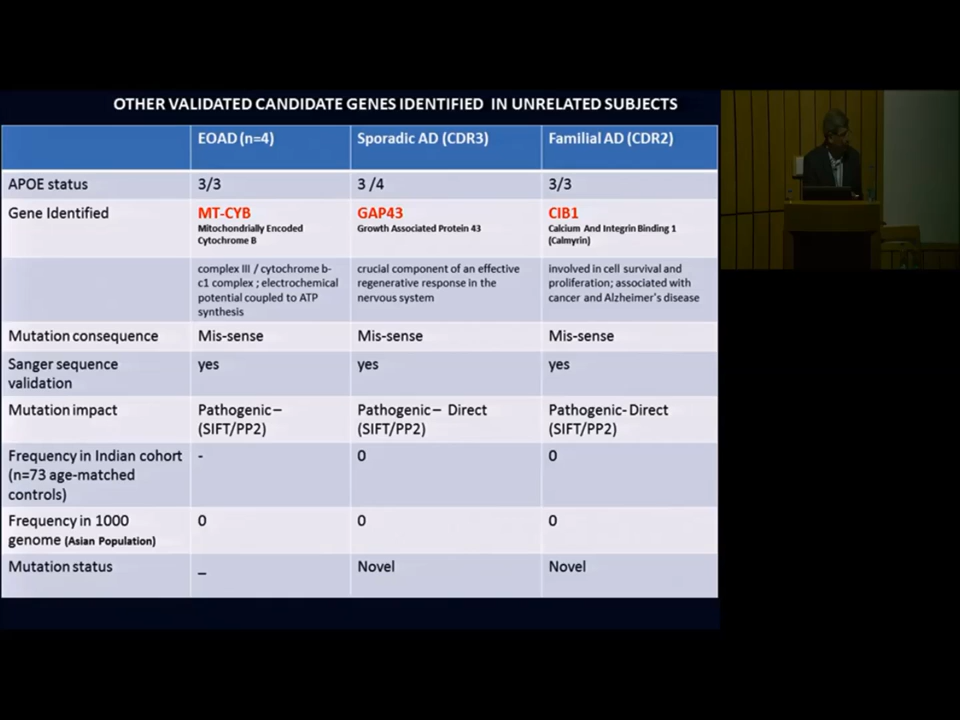 OTHER VALIDATED CANDIDATE GENES IDENTIFIED IN UNRELATED SUBJECTS
EOAD (n=4) Sporadic AD (CDR3) Familial AD (CDR2)
APOE status 3/3 3 /4 3/3
Gene Identified MT-CYB GAP43 CIB1
Mitochondrially Encoded Growth Associated Protein 43 Calcium And Integrin Binding 1
Cytochrome B (Calmyrin)
complex III / cytochrome b- crucial component of an effective involved in cell survival and
c1 complex ; electrochemical regenerative response in the proliferation; associated with
potential coupled to ATP nervous system cancer and Alzheimer's disease
synthesis
Mutation consequence Mis-sense Mis-sense Mis-sense
Sanger sequence yes yes yes
validation
Mutation impact Pathogenic – Pathogenic – Direct Pathogenic- Direct
(SIFT/PP2) (SIFT/PP2) (SIFT/PP2)
Frequency in Indian cohort - 0 0
(n=73 age-matched
controls)
Frequency in 1000 0 0 0
genome (Asian Population)
Mutation status _ Novel Novel